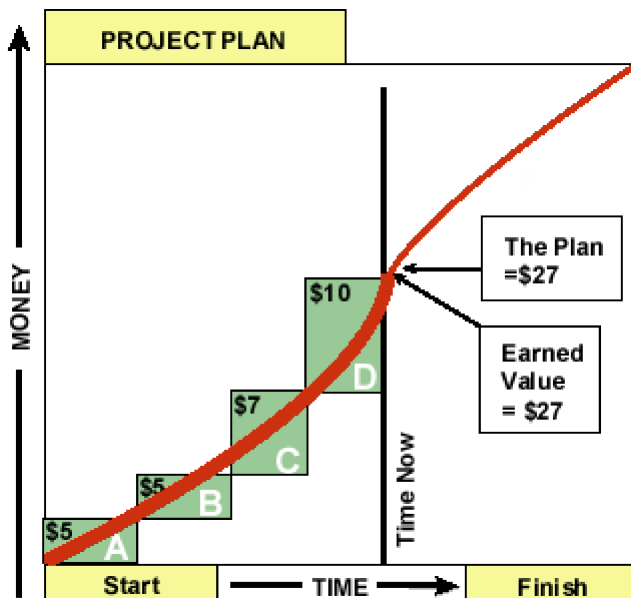 PROJECT PLAN
MONEY
$10
D
The Plan
=$27
Earned
Value
= $27
$7
C
$5
B
$5
A
Time Now
Start
TIME
Finish